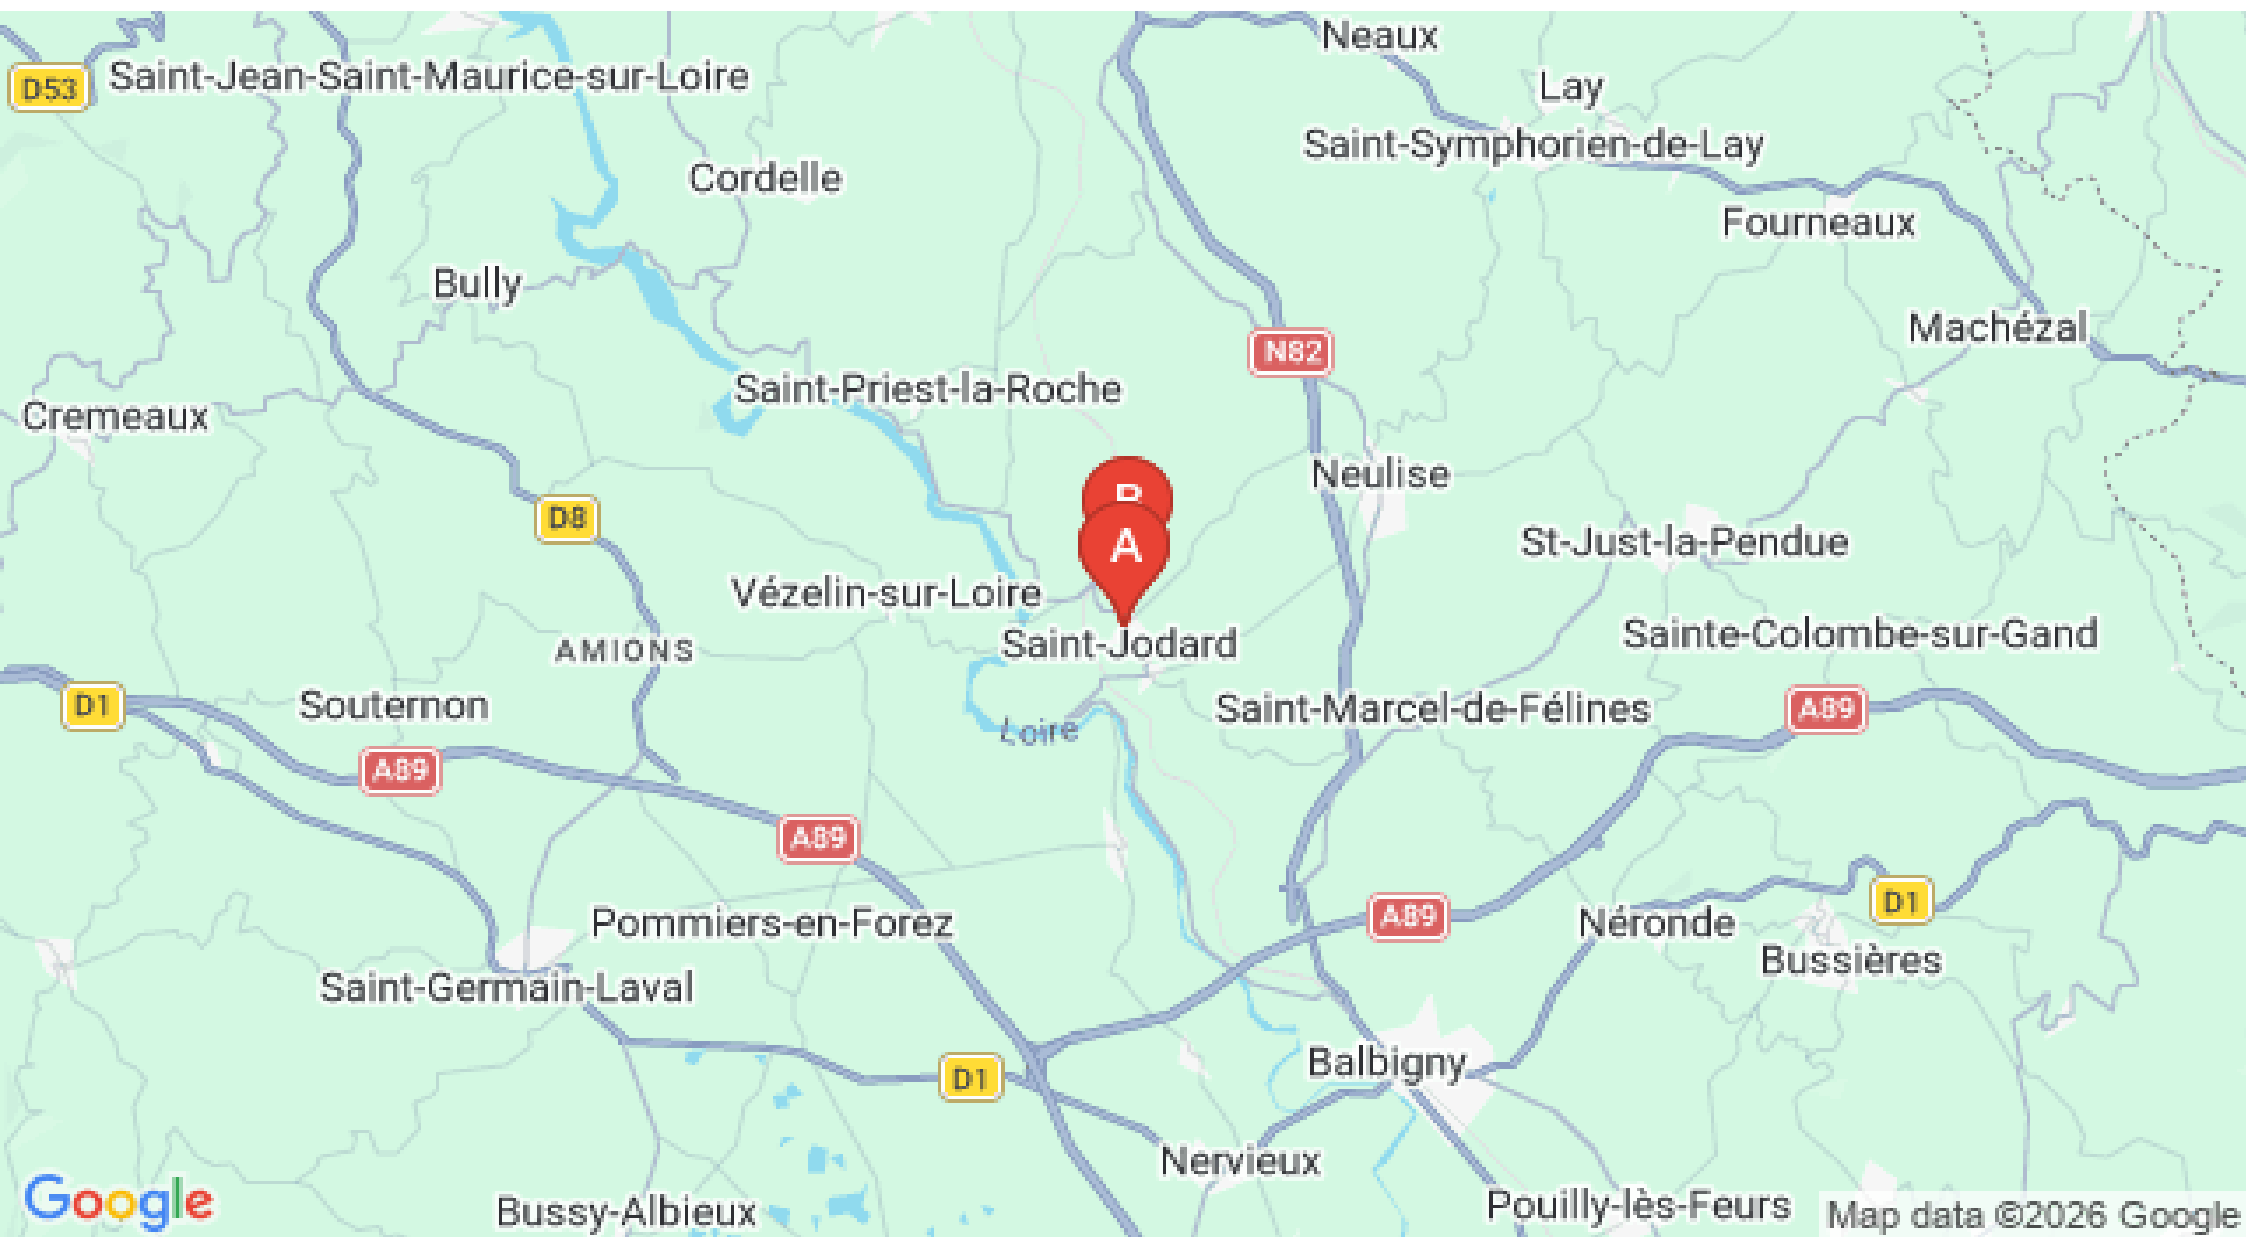 Neaux
D53
Saint-Jean-Saint-Maurice-sur-Loire
Lay
Saint-Symphorien-de-Lay
Cordelle
Fourneaux
Bully
Machézal
N82
Saint-Priest-la-Roche
Cremeaux
Neulise
B
D8
A
St-Just-la-Pendue
Vézelin-sur-Loire
Saint-Jodard
Sainte-Colombe-sur-Gand
AMIONS
D1
Souternon
Saint-Marcel-de-Félines
A89
Loire
A89
A89
A89
D1
Pommiers-en-Forez
Néronde
Bussières
Saint-Germain-Laval
Balbigny
D1
Nervieux
Google
Bussy-Albieux
Pouilly-lès-Feurs
Map data ©2026 Google